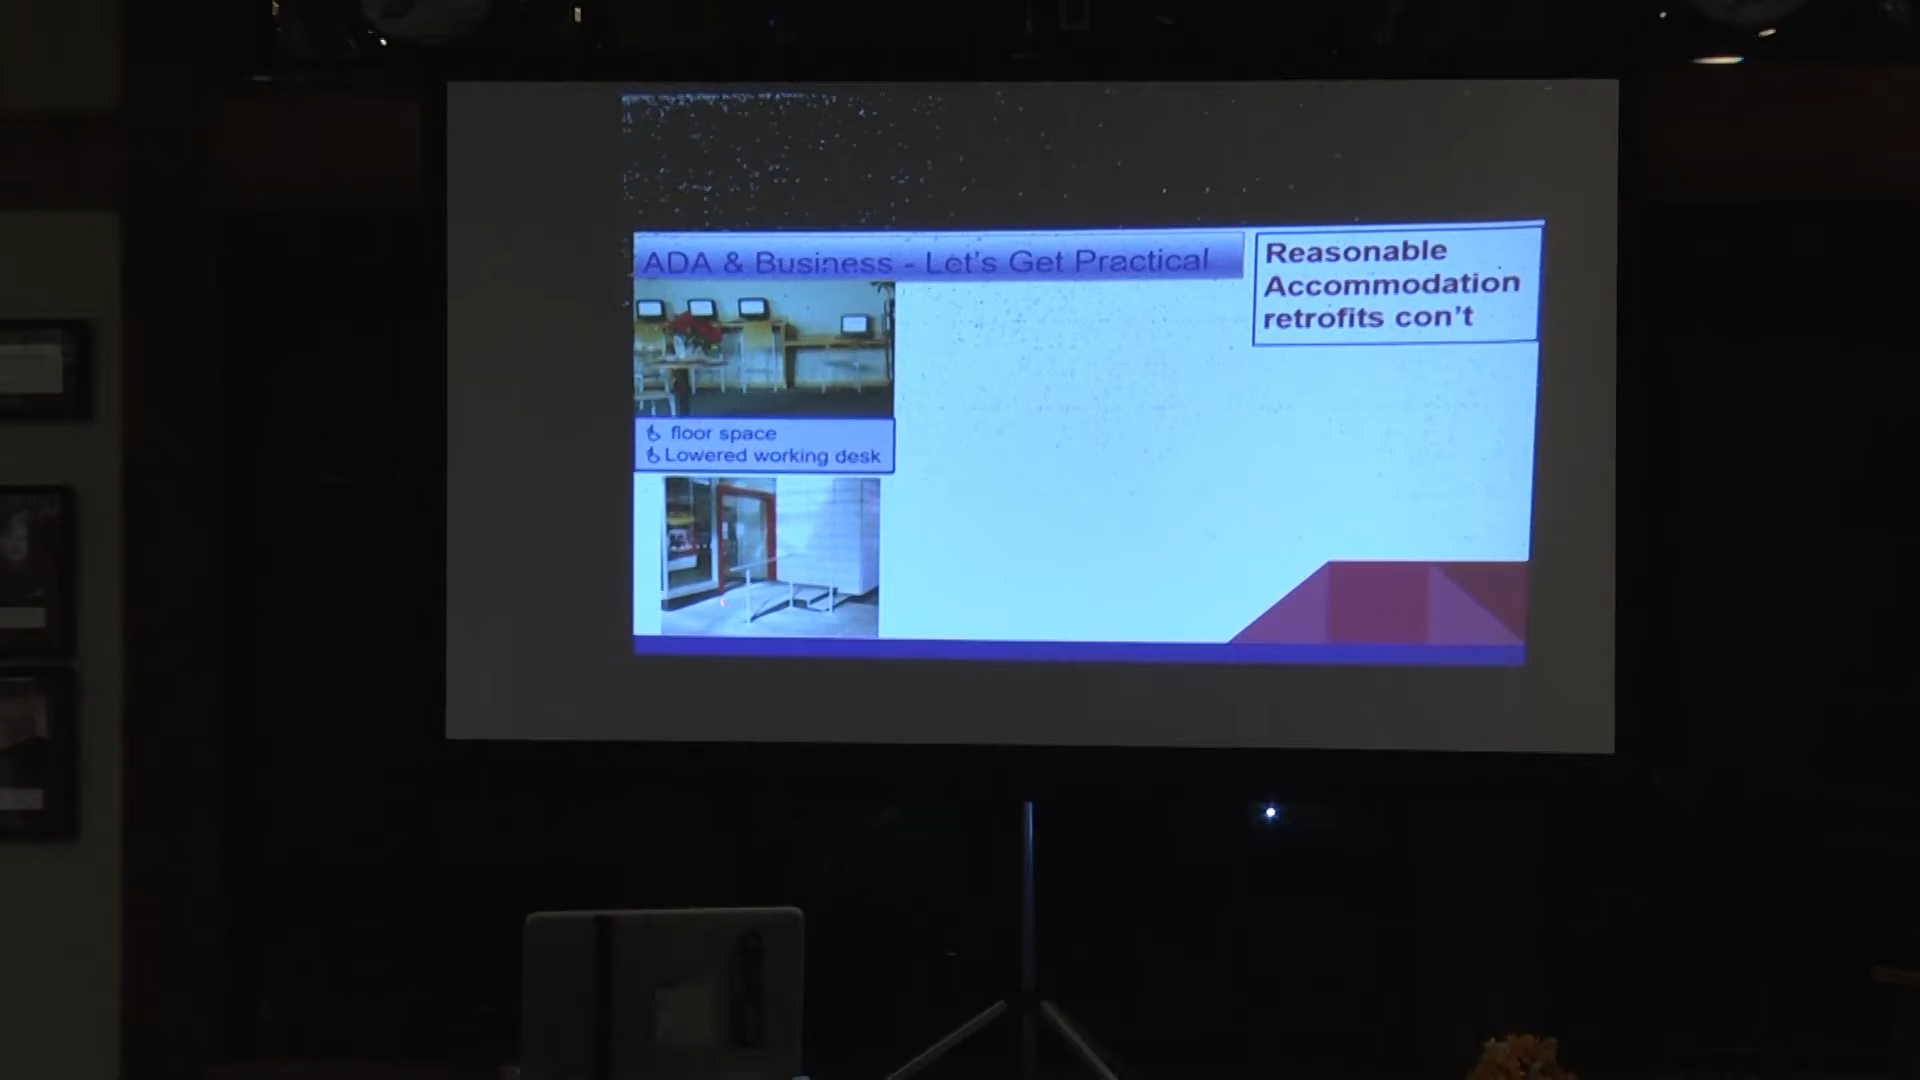 ADA & Business - Let's Get Practical
Reasonable
Accommodation
retrofits con't
floor space
Lowered working desk